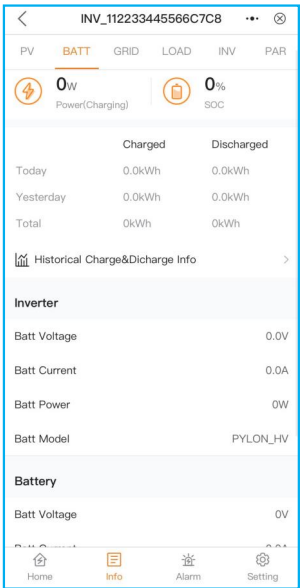 INV_112233445566C7C8
PV BATT GRID LOAD INV PAR
0W 0%
Power(Charging) SOC
Charged Discharged
Today 0.0kWh 0.0kWh
Yesterday 0.0kWh 0.0kWh
Total 0kWh 0kWh
Historical Charge&Dicharge Info
Inverter
Batt Voltage 0.0V
Batt Current 0.0A
Batt Power 0W
Batt Model PYLON_HV
Battery
Batt Voltage 0V
Home Info Alarm Setting